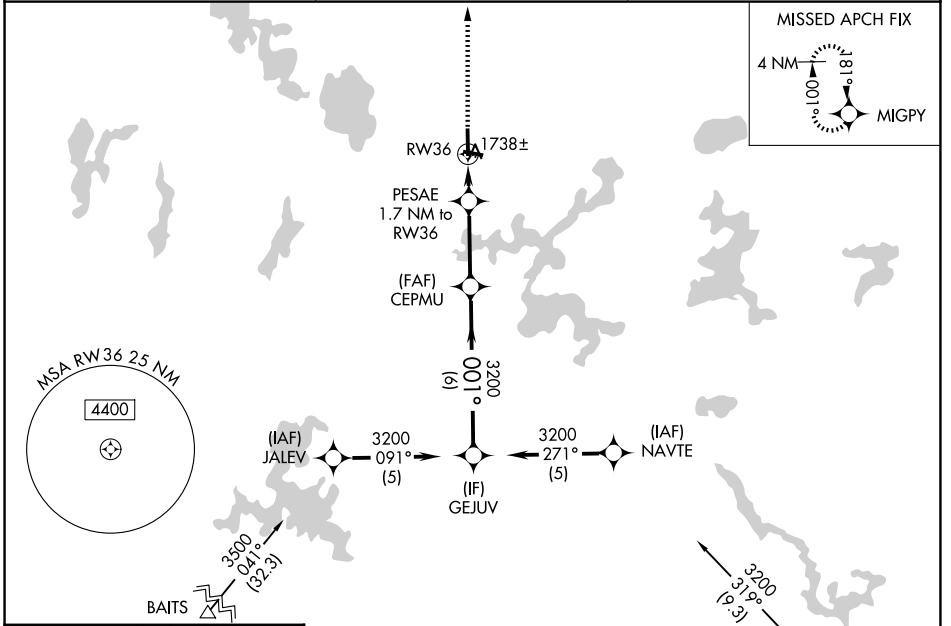 MISSED APCH FIX
4 NM
181°
001°
MIGPY
RW36
1738±
PESAE
1.7 NM to
RW36
(FAF)
CEPMU
3200
001°
(6)
MSA RW36 25 NM
4400
(IAF)
JALEV
3200
091°
(5)
(IF)
GEJUV
3200
271°
(5)
(IAF)
NAVTE
3500
041°
(32.3)
BAITS
3200
319°
(9.3)